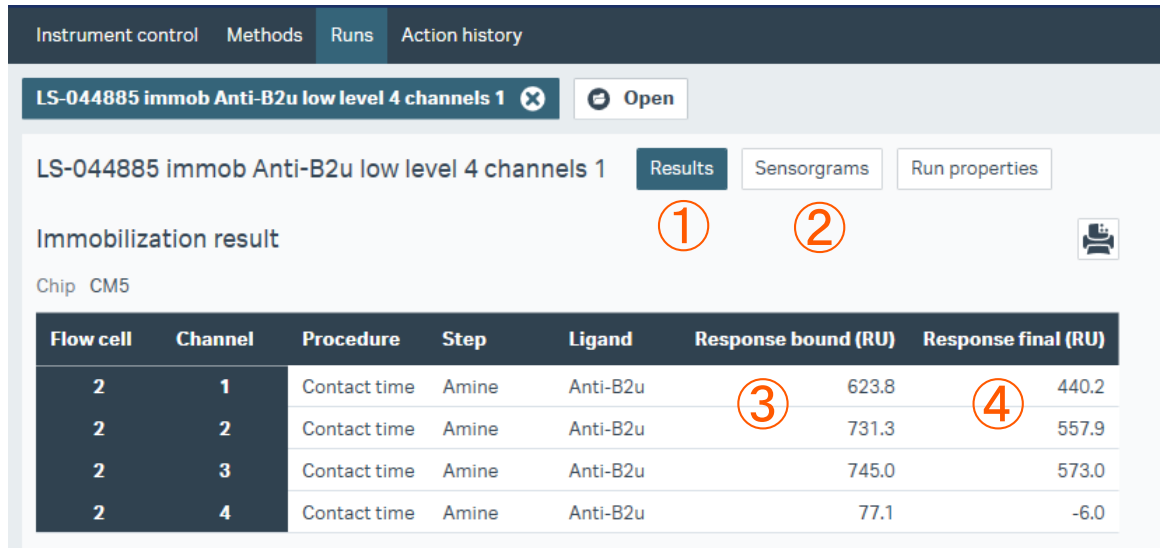 Instrument control Methods Runs Action history
LS-044885 immob Anti-B2u low level 4 channels 1 Open
LS-044885 immob Anti-B2u low level 4 channels 1 Results Sensorgrams Run properties
① ②
Immobilization result
Chip CM5
Flow cell Channel Procedure Step Ligand Response bound (RU) Response final (RU)
2 1 Contact time Amine Anti-B2u 623.8 440.2
③ ④
2 2 Contact time Amine Anti-B2u 731.3 557.9
2 3 Contact time Amine Anti-B2u 745.0 573.0
2 4 Contact time Amine Anti-B2u 77.1 -6.0